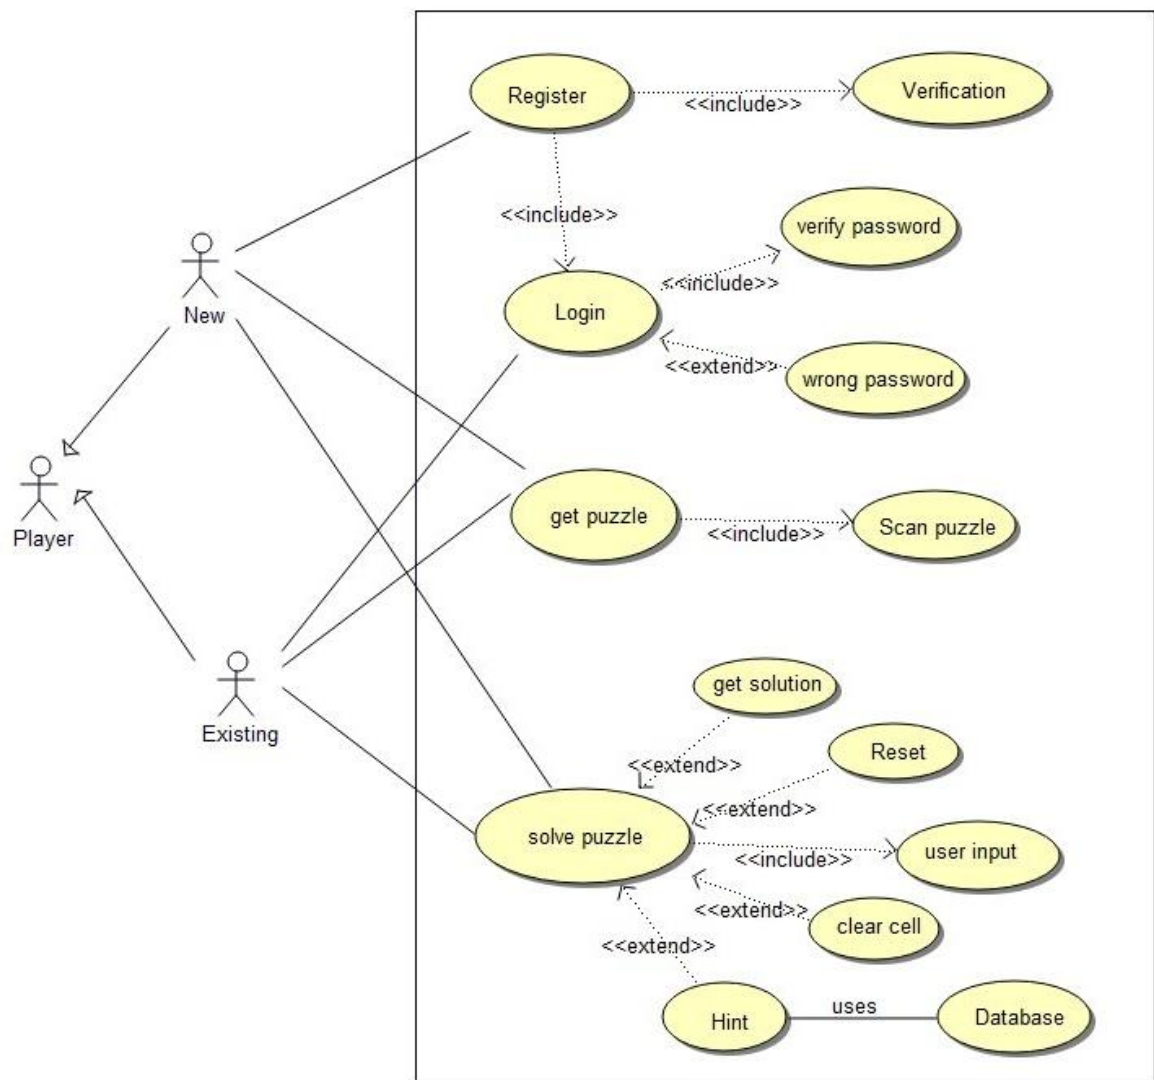 Register
<<include>>
Verification
<<include>>
verify password
New
Login
<<include>>
<<extend>>
wrong password
Player
get puzzle
<<include>>
Scan puzzle
Existing
get solution
<<extend>>
Reset
<<extend>>
solve puzzle
<<include>>
user input
<<extend>>
clear cell
<<extend>>
Hint
uses
Database